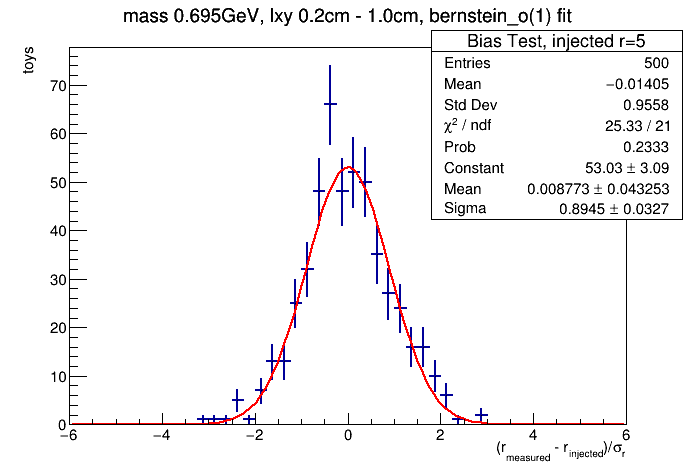 mass 0.695GeV, lxy 0.2cm - 1.0cm, bernstein_o(1) fit
Bias Test, injected r=5
Entries 500
Mean −0.01405
Std Dev 0.9558
χ² / ndf 25.33 / 21
Prob 0.2333
Constant 53.03 ± 3.09
Mean 0.008773 ± 0.043253
Sigma 0.8945 ± 0.0327
toys
70
60
50
40
30
20
10
0
−6 −4 −2 0 2 4 6
(r_measured - r_injected)/σ_r